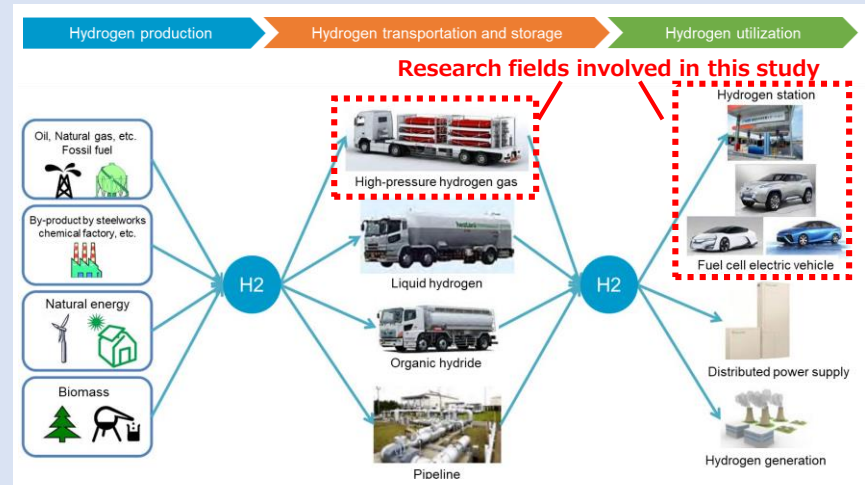 Hydrogen production
Hydrogen transportation and storage
Hydrogen utilization
Research fields involved in this study
Oil, Natural gas, etc.
Fossil fuel
By-product by steelworks
chemical factory, etc.
Natural energy
Biomass
H2
High-pressure hydrogen gas
Liquid hydrogen
Organic hydride
Pipeline
H2
Hydrogen station
Fuel cell electric vehicle
Distributed power supply
Hydrogen generation